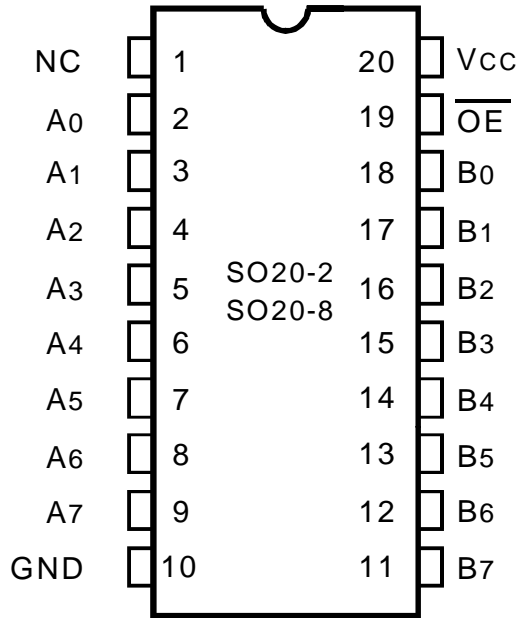 NC 1 20 VCC
A0 2 19 OE
A1 3 18 B0
A2 4 17 B1
SO20-2
A3 5 16 B2
SO20-8
A4 6 15 B3
A5 7 14 B4
A6 8 13 B5
A7 9 12 B6
GND 10 11 B7